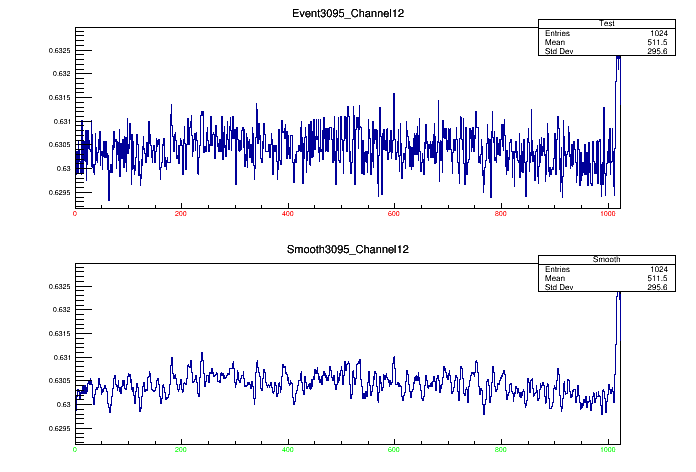 Event3095_Channel12
Test
Entries 1024
Mean 511.5
Std Dev 295.6
0.6325
0.632
0.6315
0.631
0.6305
0.63
0.6295
0 200 400 600 800 1000
Smooth3095_Channel12
Smooth
Entries 1024
Mean 511.5
Std Dev 295.6
0.6325
0.632
0.6315
0.631
0.6305
0.63
0.6295
0 200 400 600 800 1000